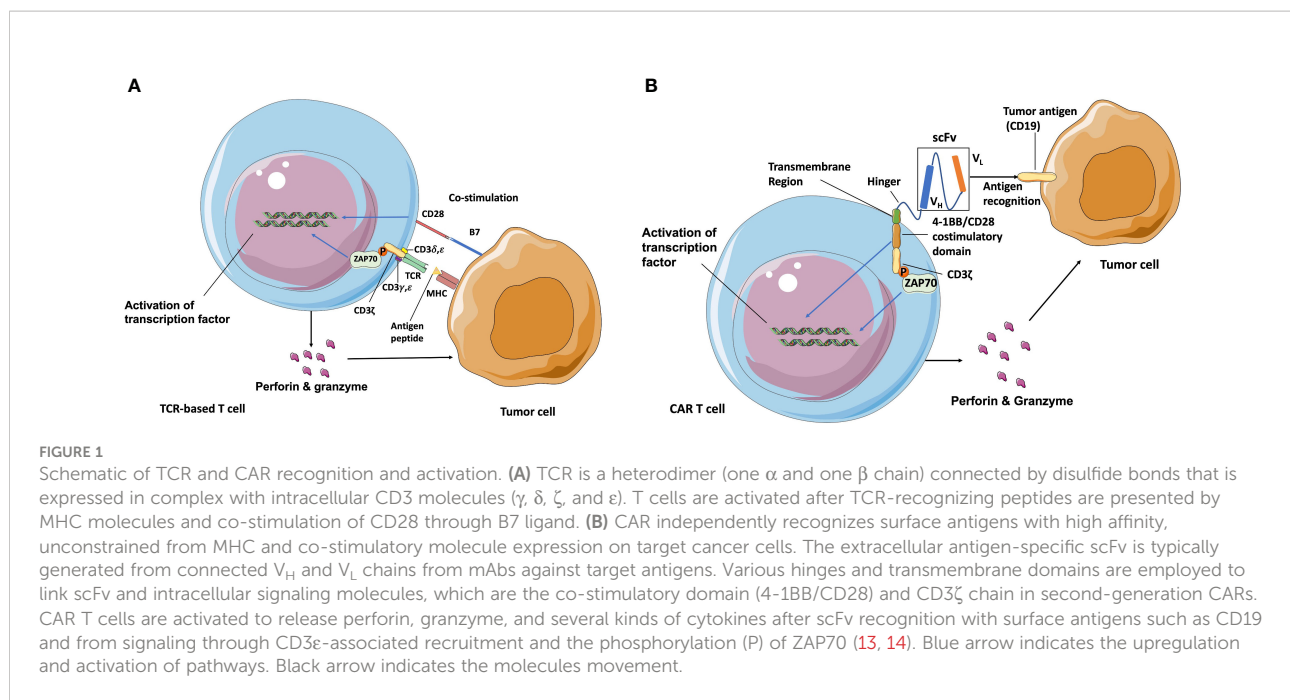 A
CD28
Co-stimulation
B7
ZAP70
P
CD3δ,ε
TCR
CD3γ,ε
CD3ζ
MHC
Antigen
peptide
Activation of
transcription factor
Perforin & granzyme
TCR-based T cell
Tumor cell
B
Tumor antigen
(CD19)
scFv
VL
VH
Transmembrane
Region
Hinger
Antigen
recognition
4-1BB/CD28
costimulatory
domain
CD3ζ
P
ZAP70
Activation of
transcription
factor
Tumor cell
CAR T cell
Perforin & Granzyme
FIGURE 1
Schematic of TCR and CAR recognition and activation. (A) TCR is a heterodimer (one α and one β chain) connected by disulfide bonds that is
expressed in complex with intracellular CD3 molecules (γ, δ, ζ, and ε). T cells are activated after TCR-recognizing peptides are presented by
MHC molecules and co-stimulation of CD28 through B7 ligand. (B) CAR independently recognizes surface antigens with high affinity,
unconstrained from MHC and co-stimulatory molecule expression on target cancer cells. The extracellular antigen-specific scFv is typically
generated from connected VH and VL chains from mAbs against target antigens. Various hinges and transmembrane domains are employed to
link scFv and intracellular signaling molecules, which are the co-stimulatory domain (4-1BB/CD28) and CD3ζ chain in second-generation CARs.
CAR T cells are activated to release perforin, granzyme, and several kinds of cytokines after scFv recognition with surface antigens such as CD19
and from signaling through CD3ε-associated recruitment and the phosphorylation (P) of ZAP70 (13, 14). Blue arrow indicates the upregulation
and activation of pathways. Black arrow indicates the molecules movement.